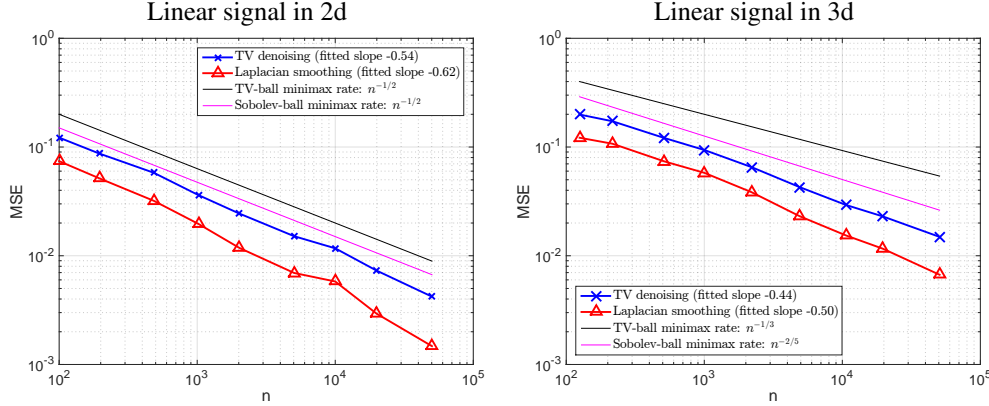 Linear signal in 2d
10^0
10^-1
10^-2
10^-3
MSE
TV denoising (fitted slope -0.54)
Laplacian smoothing (fitted slope -0.62)
TV-ball minimax rate: n^{-1/2}
Sobolev-ball minimax rate: n^{-1/2}
10^2 10^3 10^4 10^5
n
Linear signal in 3d
10^0
10^-1
10^-2
10^-3
MSE
TV denoising (fitted slope -0.44)
Laplacian smoothing (fitted slope -0.50)
TV-ball minimax rate: n^{-1/3}
Sobolev-ball minimax rate: n^{-2/5}
10^2 10^3 10^4 10^5
n